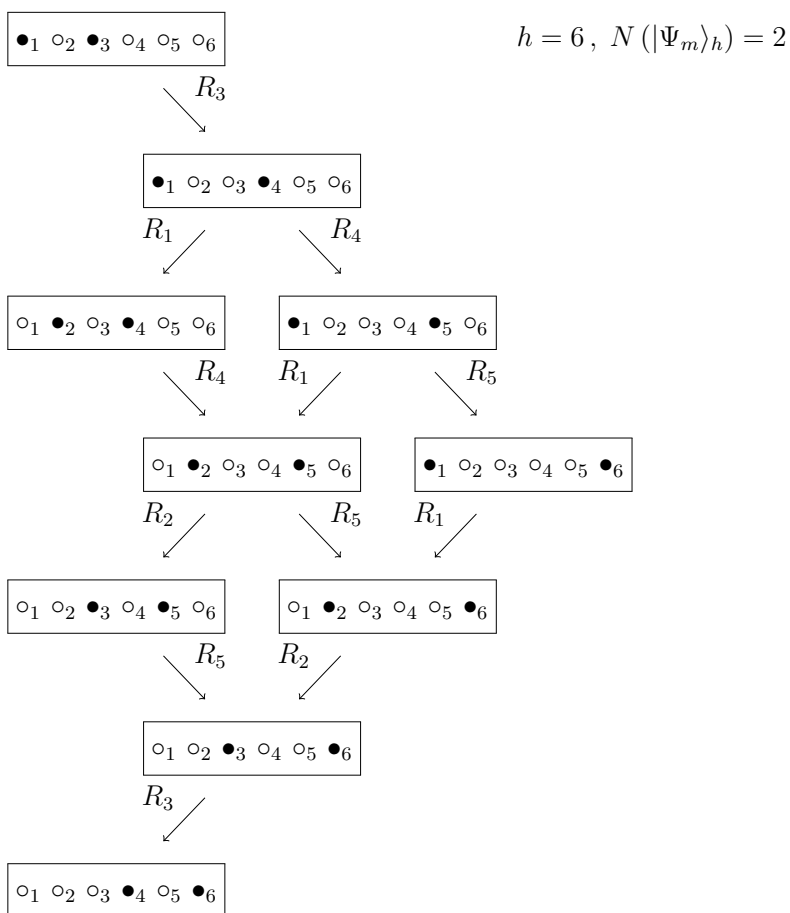 ●₁ ○₂ ●₃ ○₄ ○₅ ○₆ h = 6 , N (|Ψₘ⟩ₕ) = 2
R₃
●₁ ○₂ ○₃ ●₄ ○₅ ○₆
R₁ R₄
○₁ ●₂ ○₃ ●₄ ○₅ ○₆ ●₁ ○₂ ○₃ ○₄ ●₅ ○₆
R₄ R₁ R₅
○₁ ●₂ ○₃ ○₄ ●₅ ○₆ ●₁ ○₂ ○₃ ○₄ ○₅ ●₆
R₂ R₅ R₁
○₁ ○₂ ●₃ ○₄ ●₅ ○₆ ○₁ ●₂ ○₃ ○₄ ○₅ ●₆
R₅ R₂
○₁ ○₂ ●₃ ○₄ ○₅ ●₆
R₃
○₁ ○₂ ○₃ ●₄ ○₅ ●₆